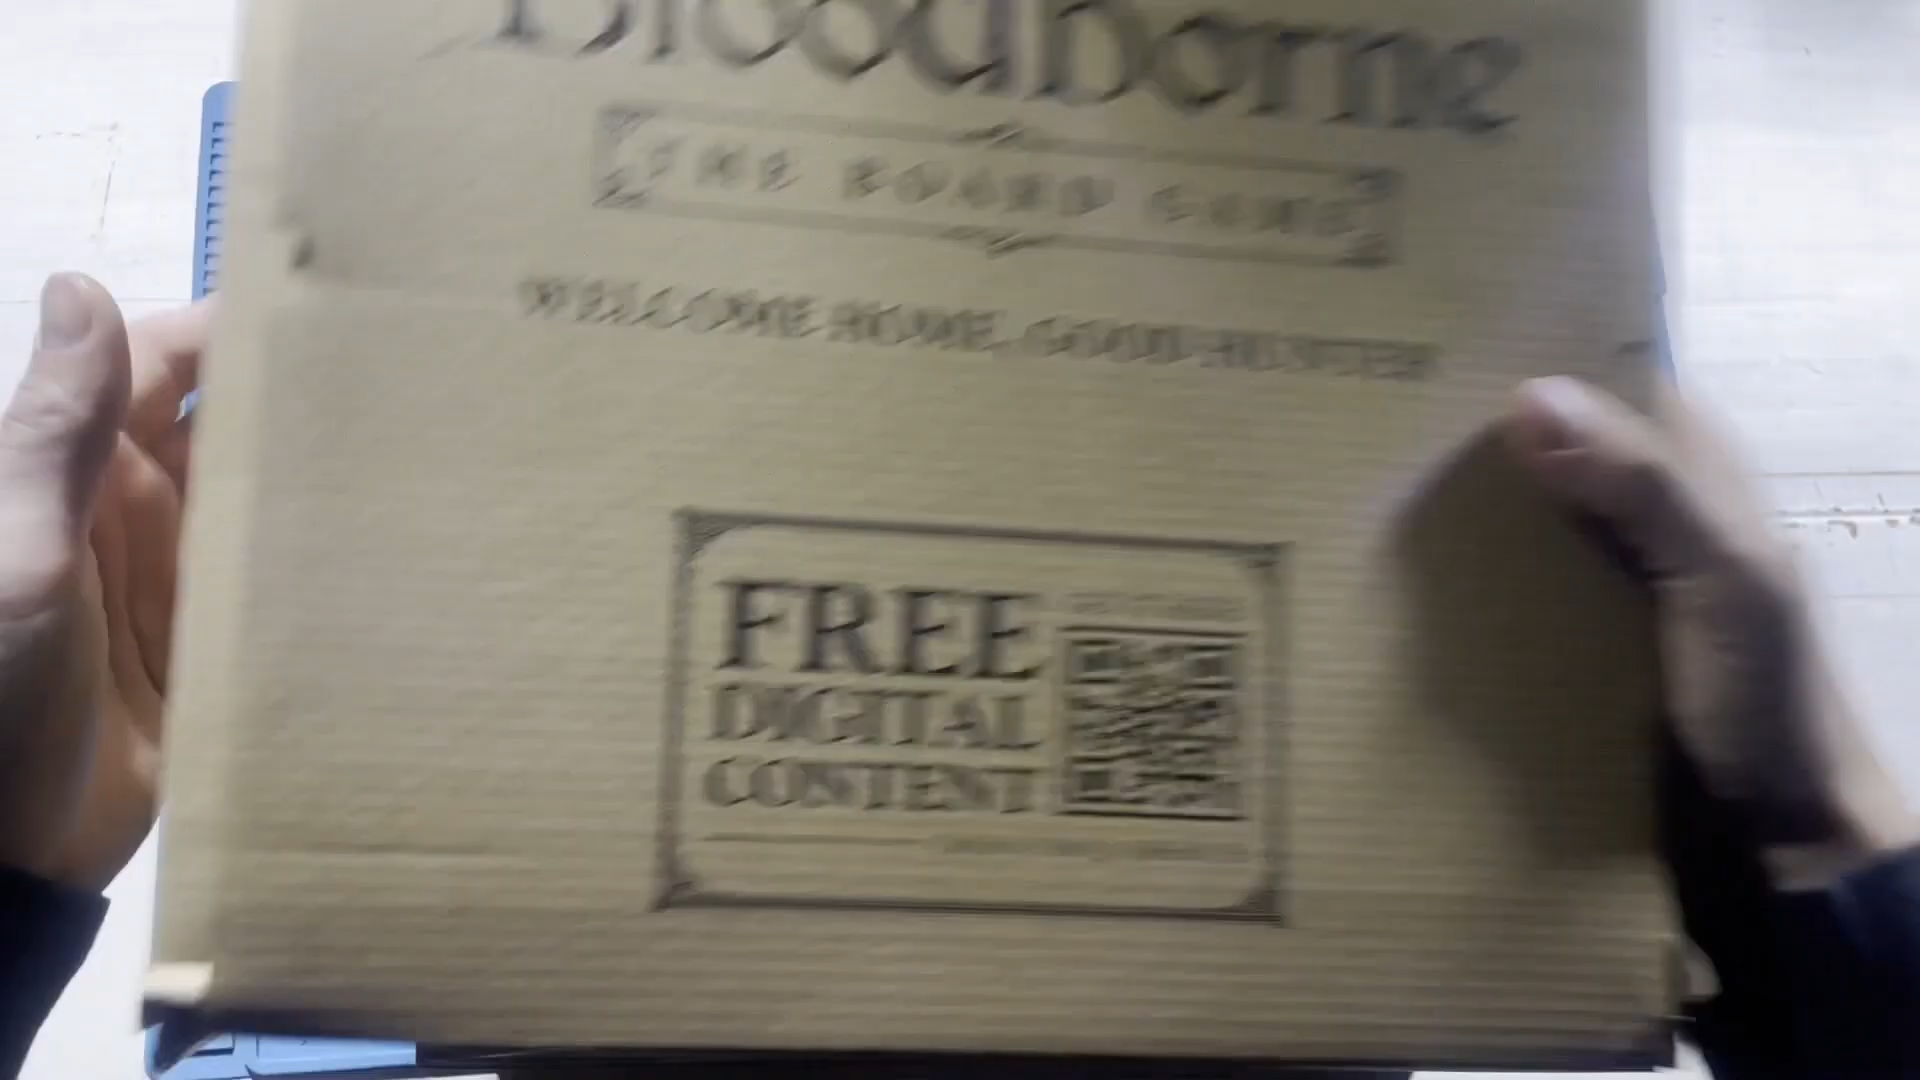 Bloodborne
THE BOARD GAME
WELCOME HOME, GOOD HUNTER
FREE
DIGITAL
CONTENT